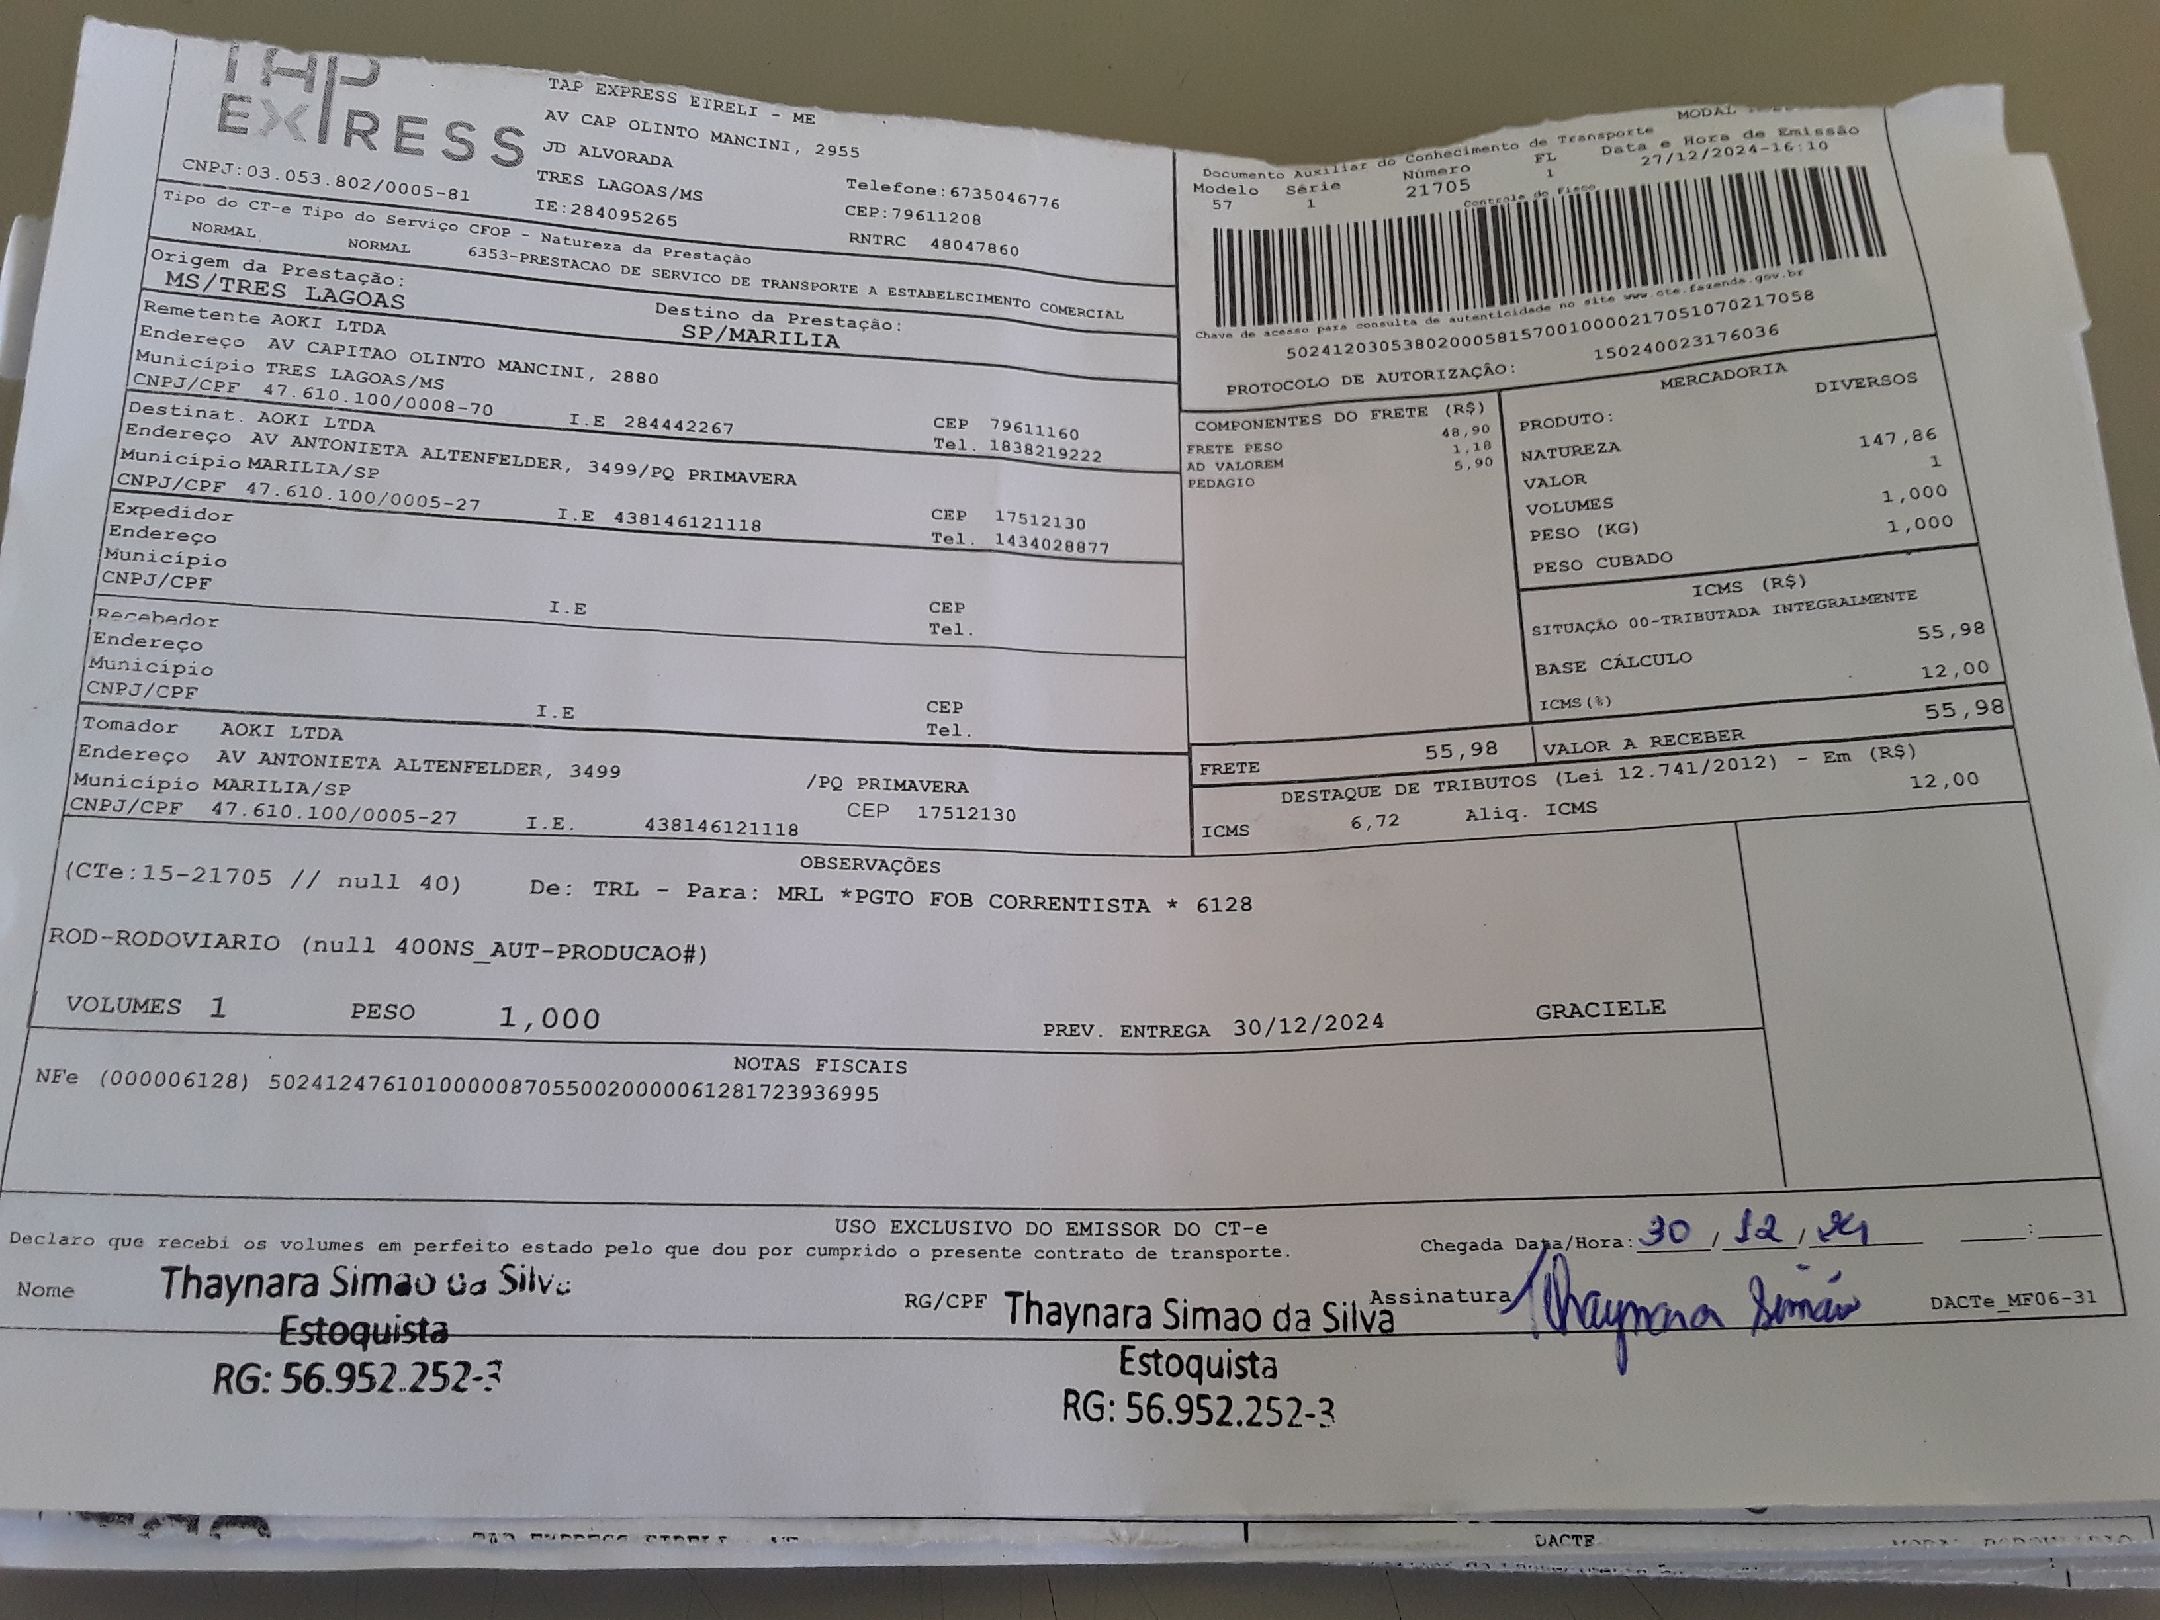 TAP
EXPRESS
CNPJ:03.053.802/0005-81
TAP EXPRESS EIRELI - ME
AV CAP OLINTO MANCINI, 2955
JD ALVORADA
TRES LAGOAS/MS
IE:284095265
Telefone:6735046776
CEP:79611208
RNTRC 48047860
MODAL
Documento Auxiliar do Conhecimento de Transporte
Modelo Série Número FL Data e Hora de Emissão
57 1 21705 1 27/12/2024-16:10
Controle do Fisco
Chave de acesso para consulta de autenticidade no site www.cte.fazenda.gov.br
50241203053802000581570010000217051070217058
PROTOCOLO DE AUTORIZAÇÃO: 150240023176036
Tipo do CT-e Tipo do Serviço CFOP - Natureza da Prestação
NORMAL NORMAL 6353-PRESTACAO DE SERVICO DE TRANSPORTE A ESTABELECIMENTO COMERCIAL
Origem da Prestação: Destino da Prestação:
MS/TRES LAGOAS SP/MARILIA
Remetente AOKI LTDA
Endereço AV CAPITAO OLINTO MANCINI, 2880
Município TRES LAGOAS/MS CEP 79611160
CNPJ/CPF 47.610.100/0008-70 I.E 284442267 Tel. 1838219222
Destinat. AOKI LTDA
Endereço AV ANTONIETA ALTENFELDER, 3499/PQ PRIMAVERA
Município MARILIA/SP CEP 17512130
CNPJ/CPF 47.610.100/0005-27 I.E 438146121118 Tel. 1434028877
Expedidor
Endereço
Município CEP
CNPJ/CPF I.E Tel.
Recebedor
Endereço
Município CEP
CNPJ/CPF I.E Tel.
Tomador AOKI LTDA
Endereço AV ANTONIETA ALTENFELDER, 3499 /PQ PRIMAVERA
Município MARILIA/SP CEP 17512130
CNPJ/CPF 47.610.100/0005-27 I.E. 438146121118
COMPONENTES DO FRETE (R$)
FRETE PESO 48,90
AD VALOREM 1,18
PEDAGIO 5,90
MERCADORIA
PRODUTO: DIVERSOS
NATUREZA
VALOR 147,86
VOLUMES 1
PESO (KG) 1,000
PESO CUBADO 1,000
ICMS (R$)
SITUAÇÃO 00-TRIBUTADA INTEGRALMENTE
BASE CÁLCULO 55,98
ICMS(%) 12,00
FRETE 55,98 VALOR A RECEBER 55,98
DESTAQUE DE TRIBUTOS (Lei 12.741/2012) - Em (R$)
ICMS 6,72 Aliq. ICMS 12,00
OBSERVAÇÕES
(CTe:15-21705 // null 40) De: TRL - Para: MRL *PGTO FOB CORRENTISTA * 6128
ROD-RODOVIARIO (null 400NS_AUT-PRODUCAO#)
VOLUMES 1 PESO 1,000 PREV. ENTREGA 30/12/2024 GRACIELE
NOTAS FISCAIS
NFe (000006128) 50241247610100000870550020000061281723936995
USO EXCLUSIVO DO EMISSOR DO CT-e
Declaro que recebi os volumes em perfeito estado pelo que dou por cumprido o presente contrato de transporte.
Chegada Data/Hora: 30 / 12 / 24 :
Nome Thaynara Simao da Silva
Estoquista
RG: 56.952.252-3
RG/CPF Thaynara Simao da Silva
Estoquista
RG: 56.952.252-3
Assinatura Thaynara Simão
DACTe_MF06-31
DACTE